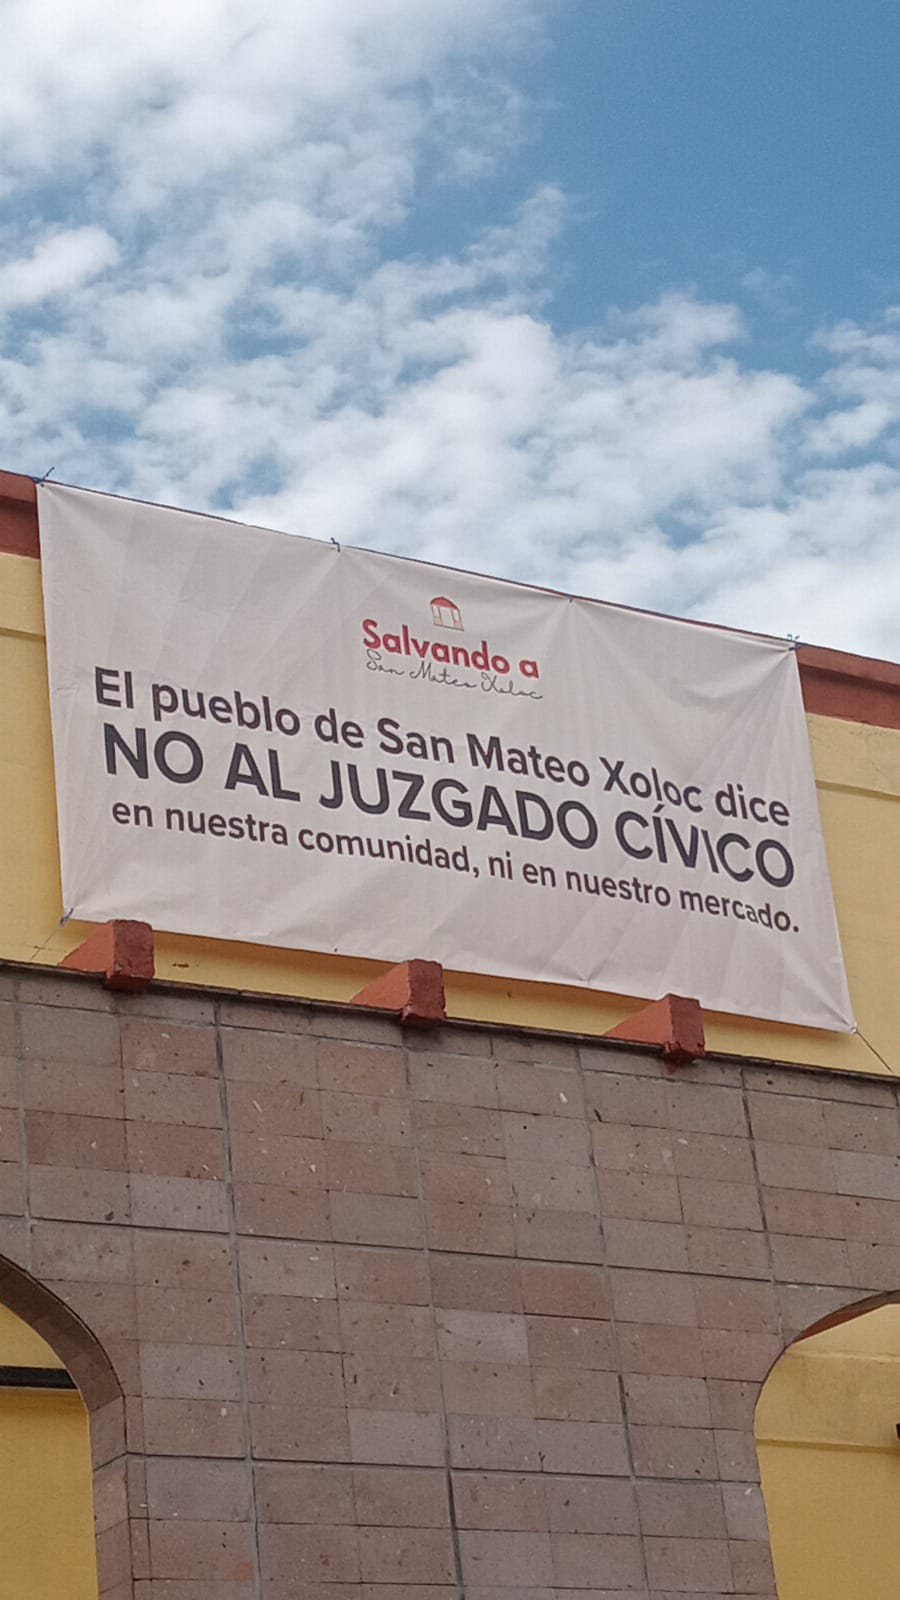 Salvando a
San Mateo Xoloc
El pueblo de San Mateo Xoloc dice
NO AL JUZGADO CÍVICO
en nuestra comunidad, ni en nuestro mercado.